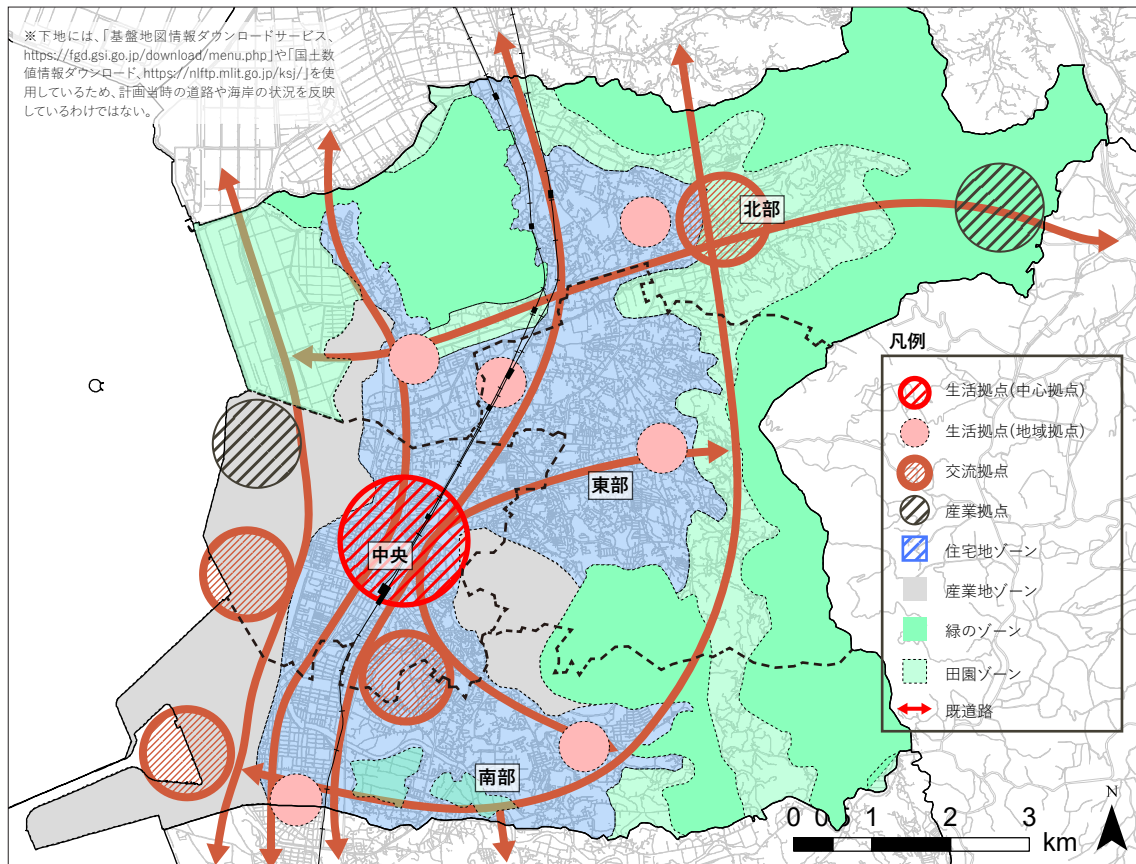 ※下地には、「基盤地図情報ダウンロードサービス、
https://fgd.gsi.go.jp/download/menu.php」や「国土数
値情報ダウンロード、https://nlftp.mlit.go.jp/ksj/」を使
用しているため、計画当時の道路や海岸の状況を反映
しているわけではない。
北部
東部
中央
南部
凡例
生活拠点(中心拠点)
生活拠点(地域拠点)
交流拠点
産業拠点
住宅地ゾーン
産業地ゾーン
緑のゾーン
田園ゾーン
既道路
N
0 0.5 1 2 3
km